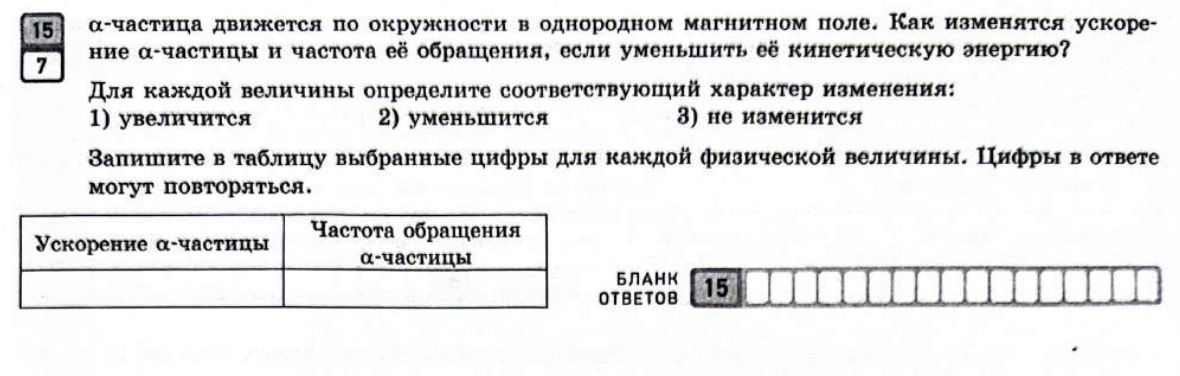 15
7
α-частица движется по окружности в однородном магнитном поле. Как изменятся ускоре-
ние α-частицы и частота её обращения, если уменьшить её кинетическую энергию?
Для каждой величины определите соответствующий характер изменения:
1) увеличится 2) уменьшится 3) не изменится
Запишите в таблицу выбранные цифры для каждой физической величины. Цифры в ответе
могут повторяться.
Ускорение α-частицы
Частота обращения
α-частицы
БЛАНК
ОТВЕТОВ
15